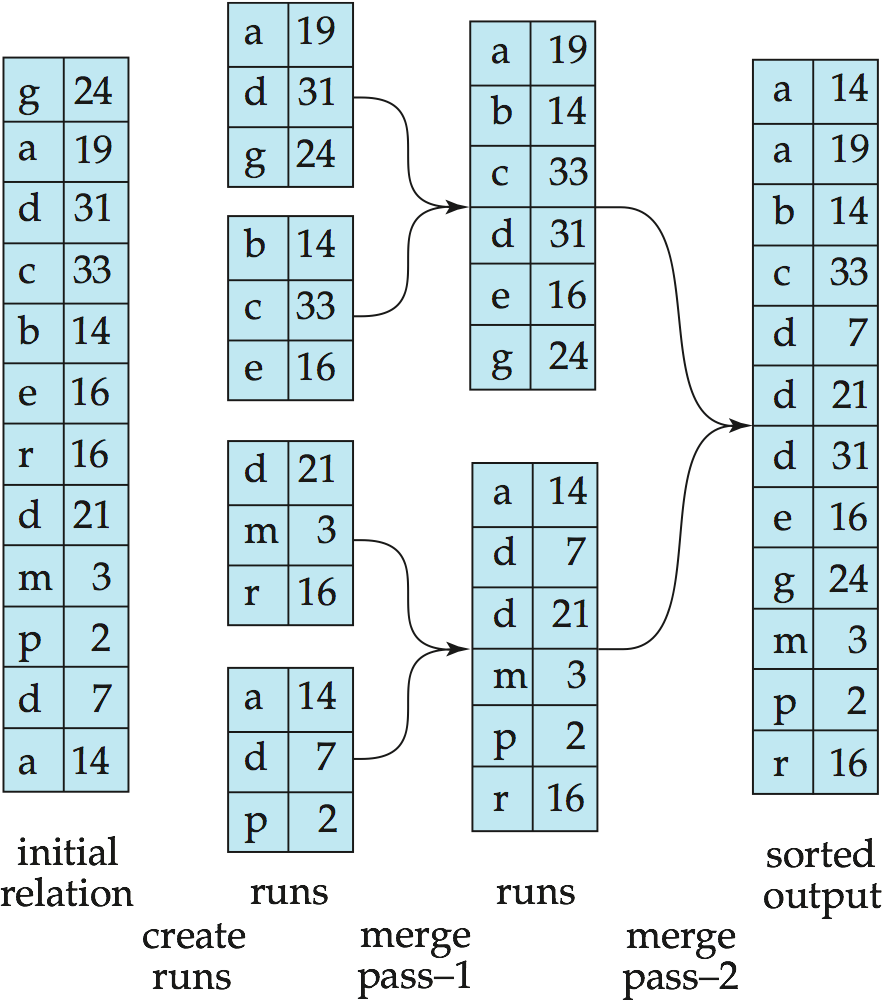 g 24
a 19
d 31
c 33
b 14
e 16
r 16
d 21
m 3
p 2
d 7
a 14
initial
relation
a 19
d 31
g 24
b 14
c 33
e 16
d 21
m 3
r 16
a 14
d 7
p 2
runs
create
runs
a 19
b 14
c 33
d 31
e 16
g 24
a 14
d 7
d 21
m 3
p 2
r 16
runs
merge
pass–1
a 14
a 19
b 14
c 33
d 7
d 21
d 31
e 16
g 24
m 3
p 2
r 16
sorted
output
merge
pass–2